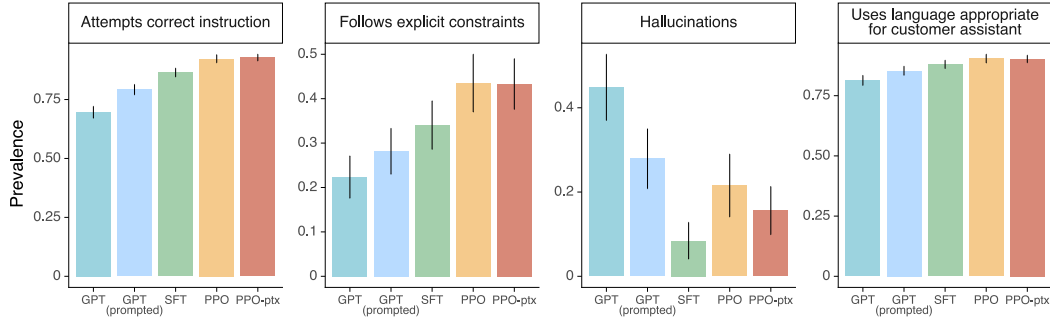 Attempts correct instruction
Prevalence
0.75
0.50
0.25
0
GPT
GPT
(prompted)
SFT
PPO
PPO-ptx
Follows explicit constraints
0.5
0.4
0.3
0.2
0.1
0
GPT
GPT
(prompted)
SFT
PPO
PPO-ptx
Hallucinations
0.4
0.2
0
GPT
GPT
(prompted)
SFT
PPO
PPO-ptx
Uses language appropriate
for customer assistant
0.75
0.50
0.25
0
GPT
GPT
(prompted)
SFT
PPO
PPO-ptx